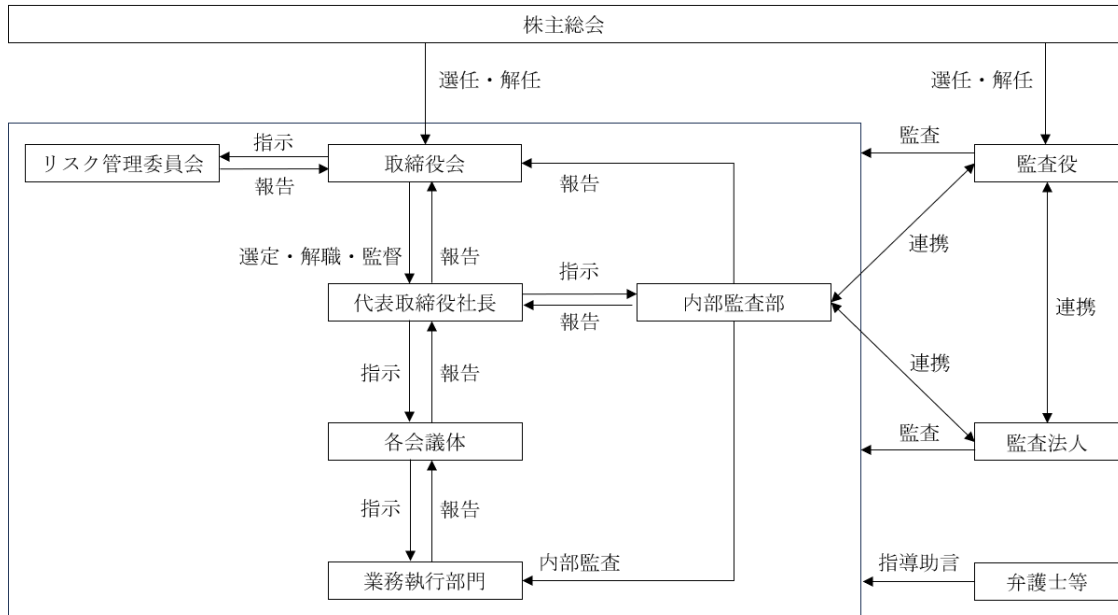 株主総会
選任・解任
選任・解任
指示
監査
リスク管理委員会
取締役会
監査役
報告
報告
連携
選定・解職・監督
報告
指示
代表取締役社長
内部監査部
報告
連携
指示
報告
連携
各会議体
監査
監査法人
指示
報告
内部監査
指導助言
業務執行部門
弁護士等